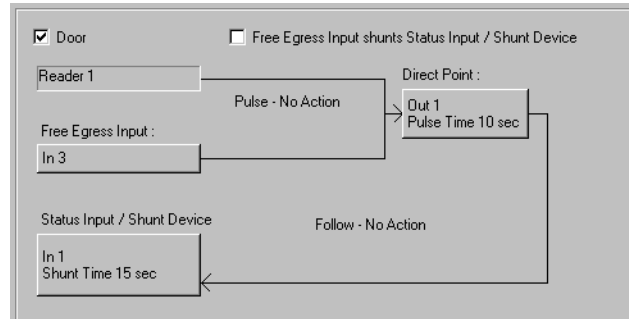 Door
Free Egress Input shunts Status Input / Shunt Device
Reader 1
Direct Point :
Pulse - No Action
Out 1
Pulse Time 10 sec
Free Egress Input :
In 3
Status Input / Shunt Device
Follow - No Action
In 1
Shunt Time 15 sec